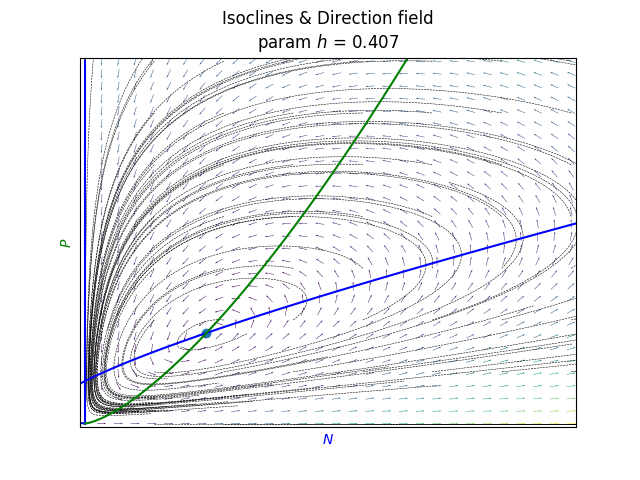 Isoclines & Direction field
param h = 0.407
P
N